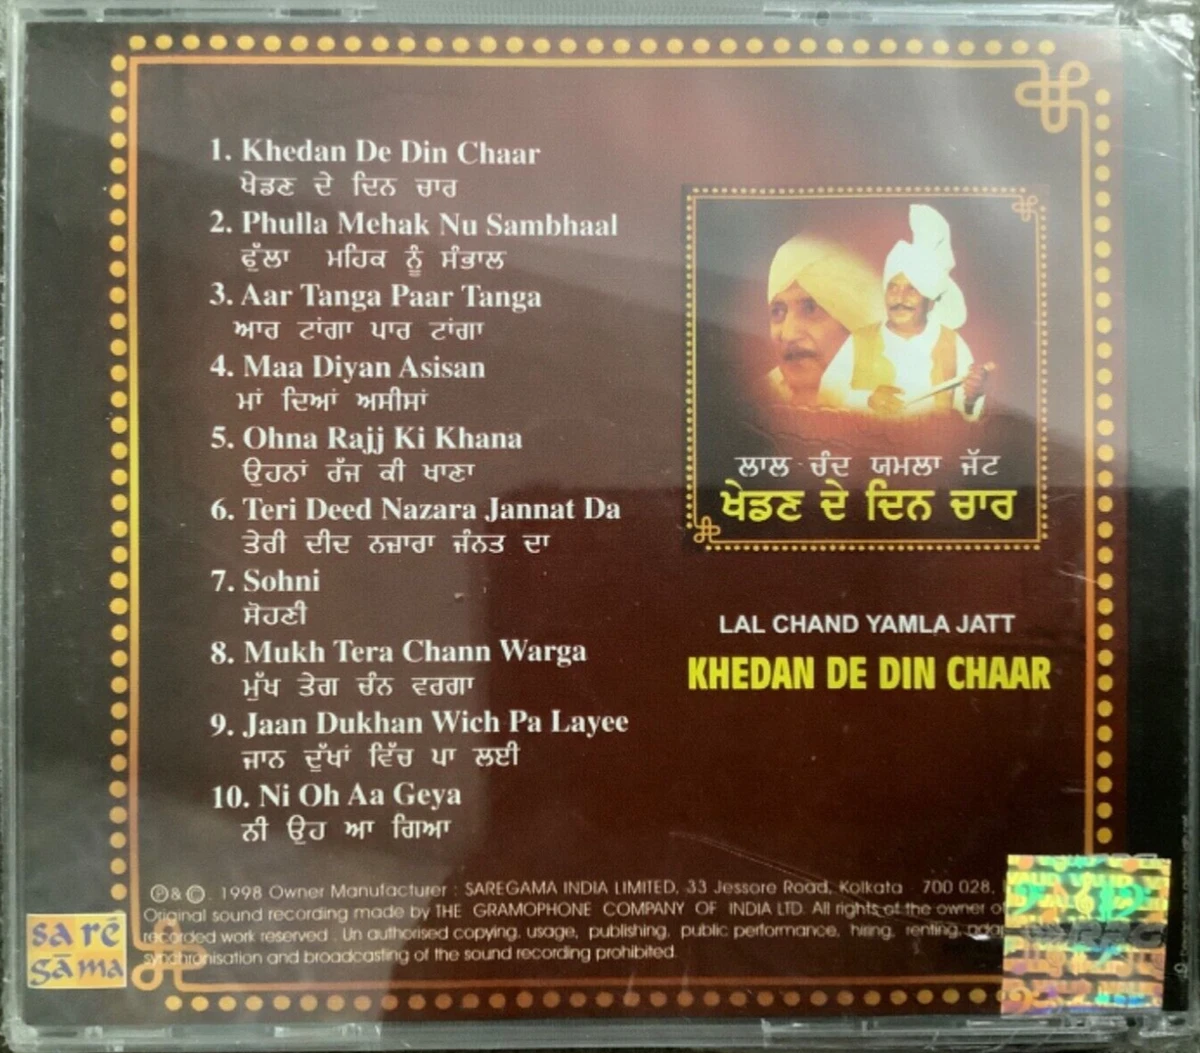 1. Khedan De Din Chaar
ਖੇਡਣ ਦੇ ਦਿਨ ਚਾਰ
2. Phulla Mehak Nu Sambhaal
ਫੁੱਲਾ ਮਹਿਕ ਨੂੰ ਸੰਭਾਲ
3. Aar Tanga Paar Tanga
ਆਰ ਟਾਂਗਾ ਪਾਰ ਟਾਂਗਾ
4. Maa Diyan Asisan
ਮਾਂ ਦਿਆਂ ਅਸੀਸਾਂ
5. Ohna Rajj Ki Khana
ਉਹਨਾਂ ਰੱਜ ਕੀ ਖਾਣਾ
6. Teri Deed Nazara Jannat Da
ਤੇਰੀ ਦੀਦ ਨਜ਼ਾਰਾ ਜੰਨਤ ਦਾ
7. Sohni
ਸੋਹਣੀ
8. Mukh Tera Chann Warga
ਮੁੱਖ ਤੇਗ ਚੰਨ ਵਰਗਾ
9. Jaan Dukhan Wich Pa Layee
ਜਾਨ ਦੁੱਖਾਂ ਵਿੱਚ ਪਾ ਲਈ
10. Ni Oh Aa Geya
ਨੀ ਉਹ ਆ ਗਿਆ
ਲਾਲ ਚੰਦ ਯਮਲਾ ਜੱਟ
ਖੇਡਣ ਦੇ ਦਿਨ ਚਾਰ
LAL CHAND YAMLA JATT
KHEDAN DE DIN CHAAR
℗ & ©. 1998 Owner Manufacturer : SAREGAMA INDIA LIMITED, 33 Jessore Road, Kolkata - 700 028.
Original sound recording made by THE GRAMOPHONE COMPANY OF INDIA LTD. All rights of the owner of
recorded work reserved . Un authorised copying, usage, publishing, public performance, hiring, renting,
synchronisation and broadcasting of the sound recording prohibited.
sa rē
gāma